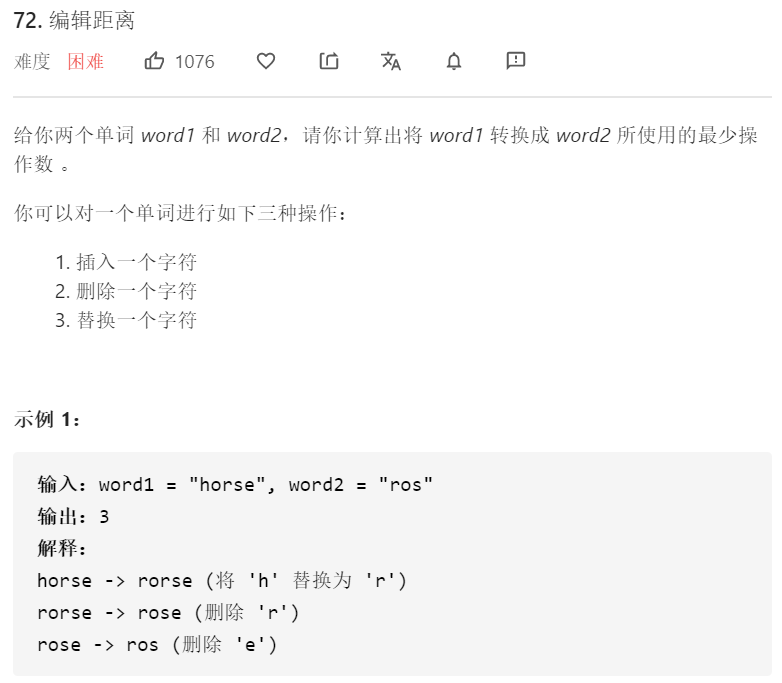 72. 编辑距离
难度 困难 1076
给你两个单词 word1 和 word2，请你计算出将 word1 转换成 word2 所使用的最少操
作数 。
你可以对一个单词进行如下三种操作：
1. 插入一个字符
2. 删除一个字符
3. 替换一个字符
示例 1：
输入：word1 = "horse", word2 = "ros"
输出：3
解释：
horse -> rorse (将 'h' 替换为 'r')
rorse -> rose (删除 'r')
rose -> ros (删除 'e')